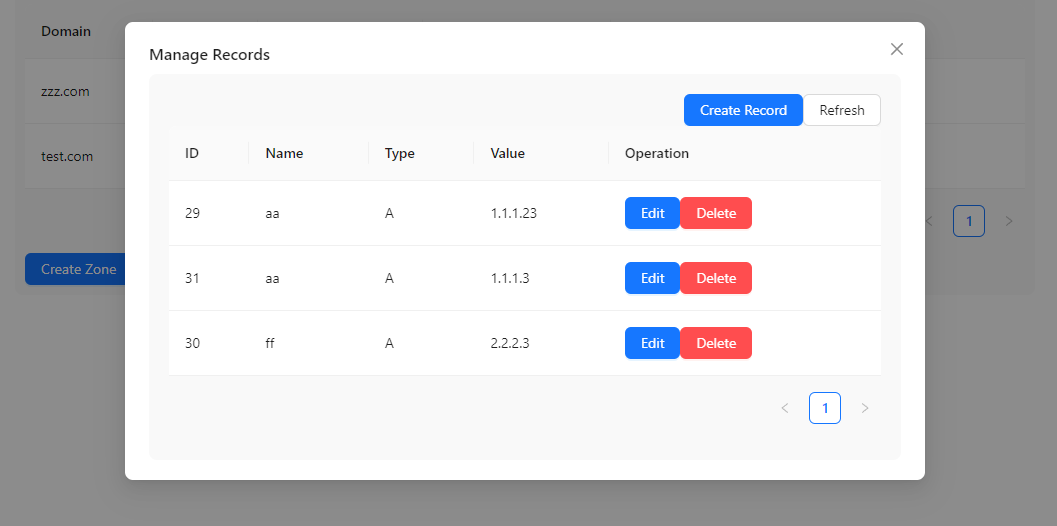 Domain
zzz.com
test.com
Create Zone
1
Manage Records
Create Record Refresh
ID Name Type Value Operation
29 aa A 1.1.1.23 Edit Delete
31 aa A 1.1.1.3 Edit Delete
30 ff A 2.2.2.3 Edit Delete
1